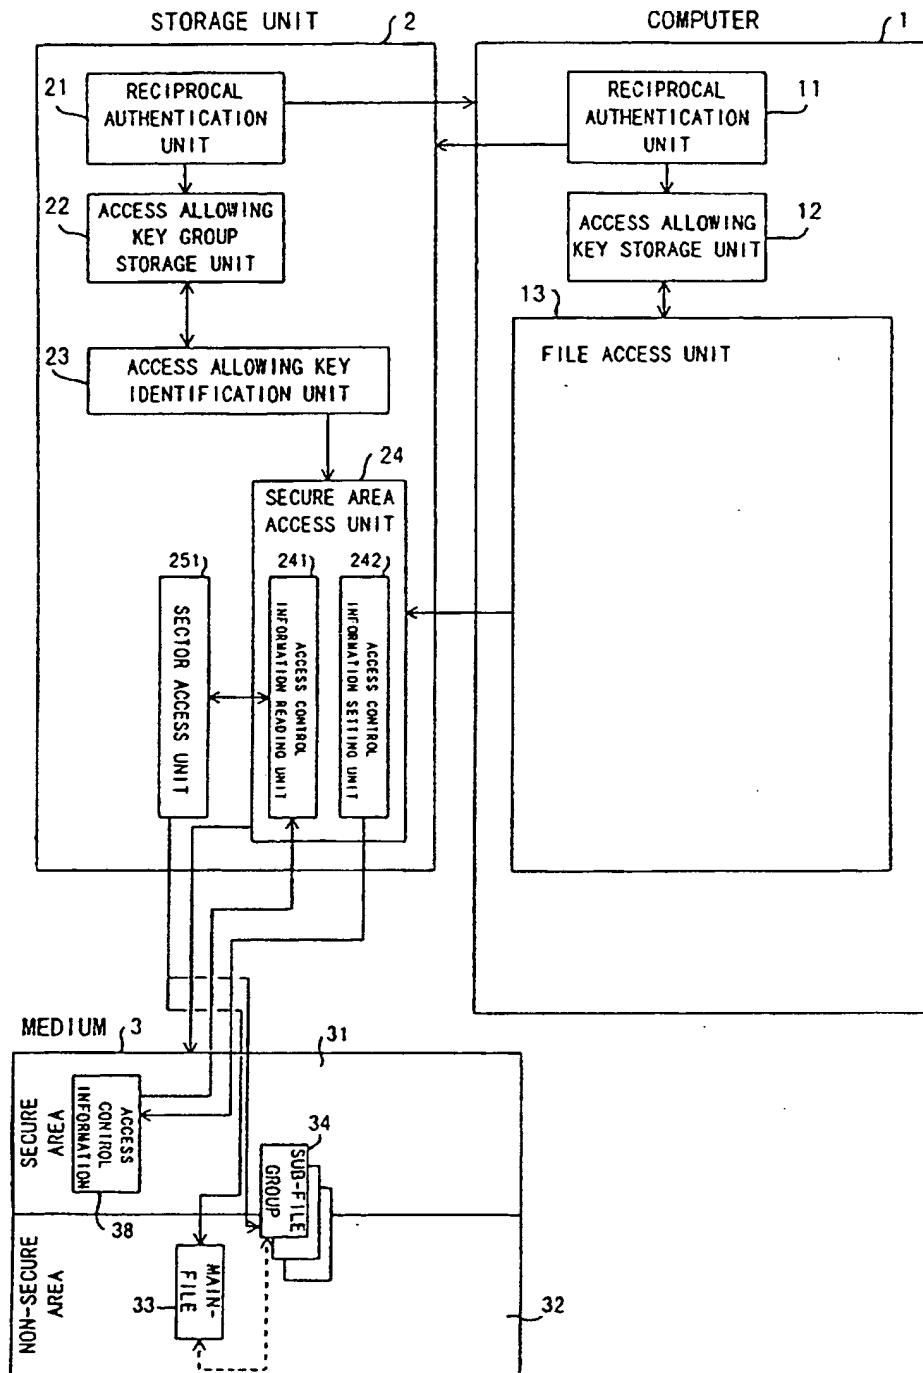 STORAGE UNIT
2
COMPUTER
1
21
RECIPROCAL
AUTHENTICATION
UNIT
RECIPROCAL
AUTHENTICATION
UNIT
11
22
ACCESS ALLOWING
KEY GROUP
STORAGE UNIT
ACCESS ALLOWING
KEY STORAGE UNIT
12
13
FILE ACCESS UNIT
23
ACCESS ALLOWING KEY
IDENTIFICATION UNIT
24
SECURE AREA
ACCESS UNIT
251
241
242
SECTOR ACCESS UNIT
ACCESS CONTROL
INFORMATION READING UNIT
ACCESS CONTROL
INFORMATION SETTING UNIT
MEDIUM
3
31
SECURE
AREA
ACCESS
CONTROL
INFORMATION
38
34
SUB-FILE
GROUP
NON-SECURE
AREA
33
MAIN-
FILE
32